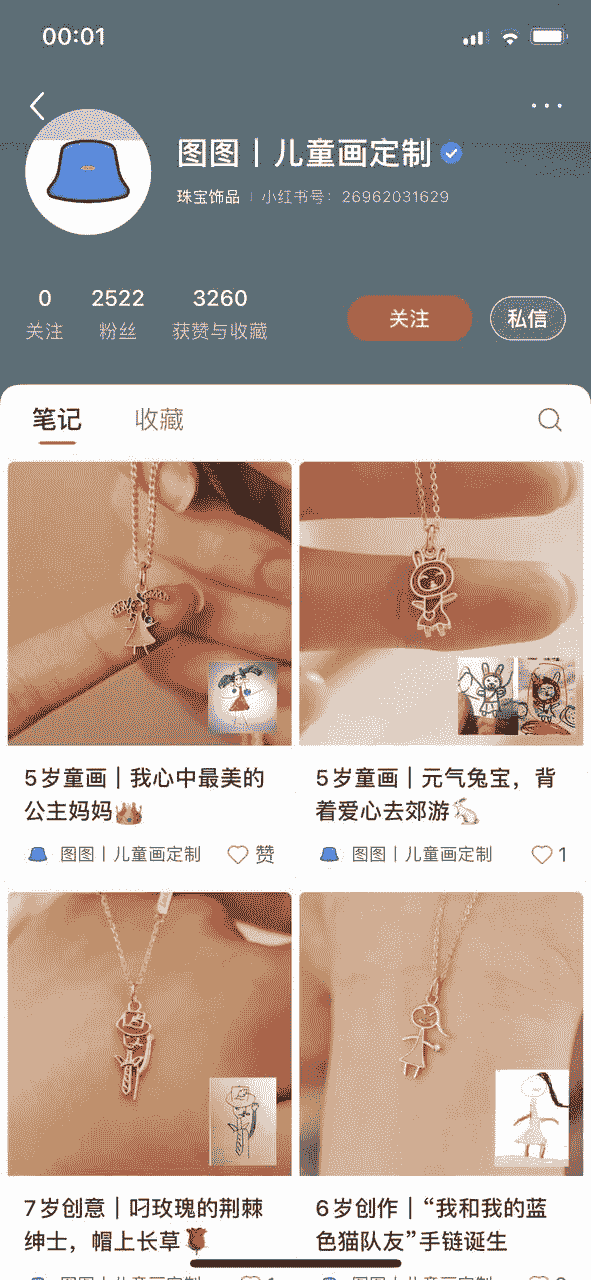 00:01
图图丨儿童画定制
珠宝饰品 | 小红书号：26962031629
0 2522 3260
关注 粉丝 获赞与收藏
关注 私信
笔记 收藏
5岁童画｜我心中最美的
公主妈妈👑
图图丨儿童画定制 赞
5岁童画｜元气兔宝，背
着爱心去郊游🐇
图图丨儿童画定制 1
7岁创意｜叼玫瑰的荆棘
绅士，帽上长草🌹
6岁创作｜“我和我的蓝
色猫队友”手链诞生